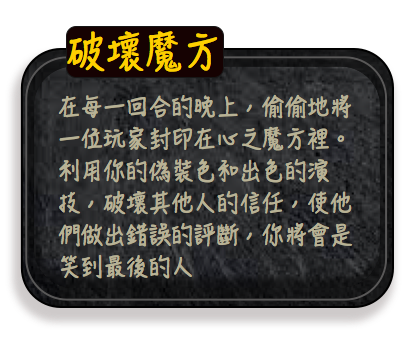 破壞魔方
在每一回合的晚上，偷偷地將
一位玩家封印在心之魔方裡。
利用你的偽裝色和出色的演
技，破壞其他人的信任，使他
們做出錯誤的評斷，你將會是
笑到最後的人